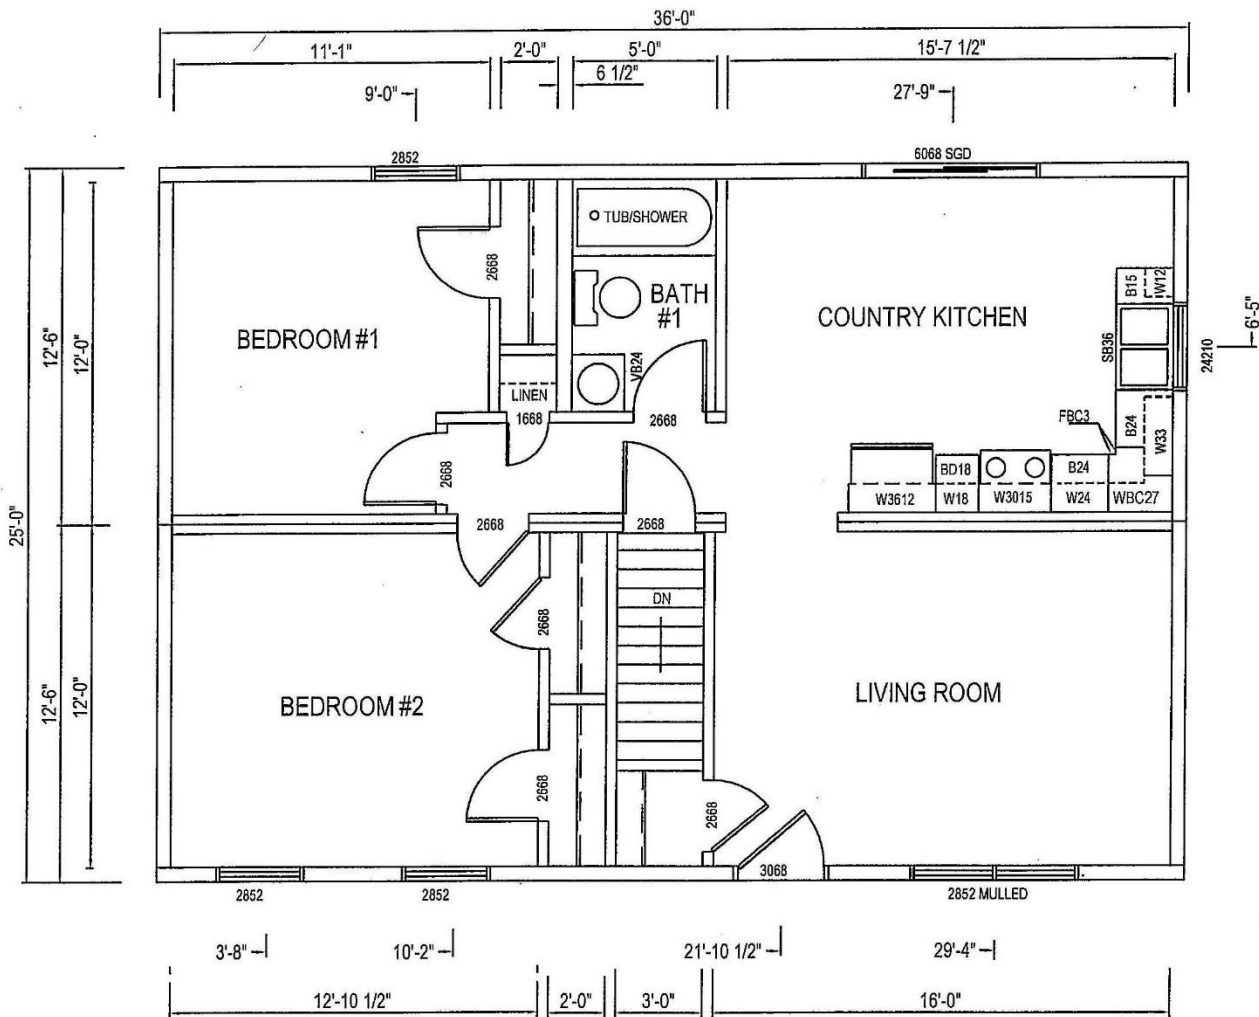 36'-0"
11'-1"
2'-0"
5'-0"
15'-7 1/2"
6 1/2"
9'-0"
27'-9"
2852
6068 SGD
TUB/SHOWER
2668
BATH
#1
B15
W12
BEDROOM #1
COUNTRY KITCHEN
6'-5"
SB36
24210
12'-6"
12'-0"
VB24
LINEN
1668
2668
FBC3
B24
W33
2668
BD18
B24
W3612
W18
W3015
W24
WBC27
2668
2668
25'-0"
DN
2668
12'-6"
12'-0"
BEDROOM #2
LIVING ROOM
2668
2668
3068
2852
2852
2852 MULLED
3'-8"
10'-2"
21'-10 1/2"
29'-4"
12'-10 1/2"
2'-0"
3'-0"
16'-0"